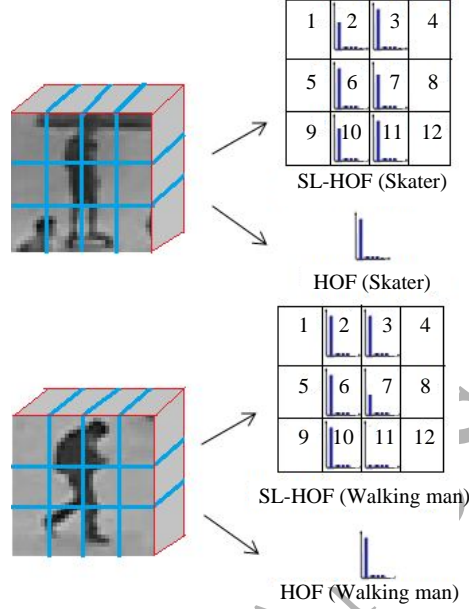 1 2 3 4
5 6 7 8
9 10 11 12
SL-HOF (Skater)
HOF (Skater)
1 2 3 4
5 6 7 8
9 10 11 12
SL-HOF (Walking man)
HOF (Walking man)